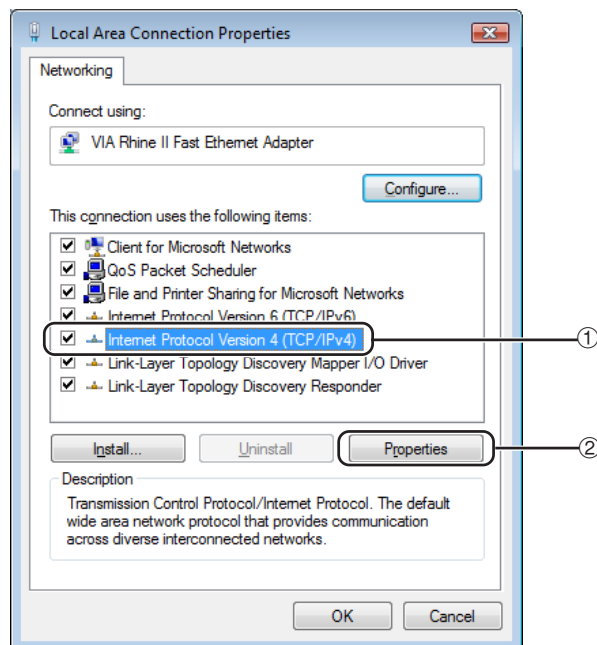 Local Area Connection Properties
Networking
Connect using:
VIA Rhine II Fast Ethernet Adapter
Configure...
This connection uses the following items:
Client for Microsoft Networks
QoS Packet Scheduler
File and Printer Sharing for Microsoft Networks
Internet Protocol Version 6 (TCP/IPv6)
Internet Protocol Version 4 (TCP/IPv4)
①
Link-Layer Topology Discovery Mapper I/O Driver
Link-Layer Topology Discovery Responder
Install...
Uninstall
Properties
②
Description
Transmission Control Protocol/Internet Protocol. The default
wide area network protocol that provides communication
across diverse interconnected networks.
OK
Cancel